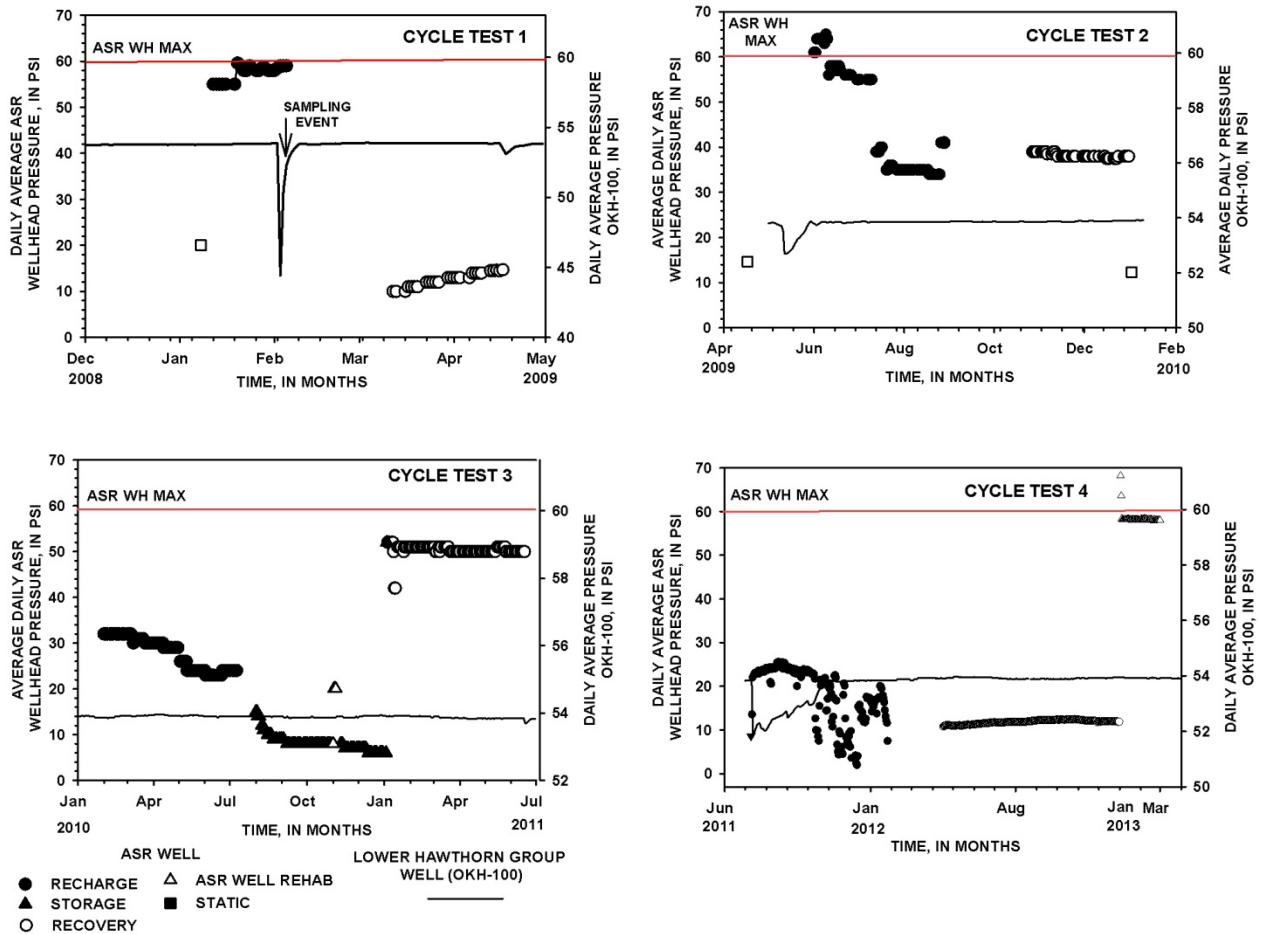 CYCLE TEST 1
ASR WH MAX
SAMPLING
EVENT
DAILY AVERAGE ASR
WELLHEAD PRESSURE , IN PSI
70
60
50
40
30
20
10
0
60
55
50
45
40
DAILY AVERAGE PRESSURE
OKH-100, IN PSI
Dec Jan Feb Mar Apr May
2008 TIME, IN MONTHS 2009
CYCLE TEST 2
ASR WH
MAX
AVERAGE DAILY ASR
WELLHEAD PRESSURE, IN PSI
70
60
50
40
30
20
10
0
60
58
56
54
52
50
AVERAGE DAILY PRESSURE
OKH-100, IN PSI
Apr Jun Aug Oct Dec Feb
2009 TIME, IN MONTHS 2010
CYCLE TEST 3
ASR WH MAX
AVERAGE DAILY ASR
WELLHEAD PRESSURE, IN PSI
70
60
50
40
30
20
10
0
60
58
56
54
52
DAILY AVERAGE PRESSURE
OKH-100, IN PSI
Jan Apr Jul Oct Jan Apr Jul
2010 TIME, IN MONTHS 2011
CYCLE TEST 4
ASR WH MAX
DAILY AVERAGE ASR
WELLHEAD PRESSURE, IN PSI
70
60
50
40
30
20
10
0
60
58
56
54
52
50
DAILY AVERAGE PRESSURE
OKH-100, IN PSI
Jun Jan Aug Jan Mar
2011 2012 2013
TIME, IN MONTHS
ASR WELL
RECHARGE
STORAGE
RECOVERY
ASR WELL REHAB
STATIC
LOWER HAWTHORN GROUP
WELL (OKH-100)